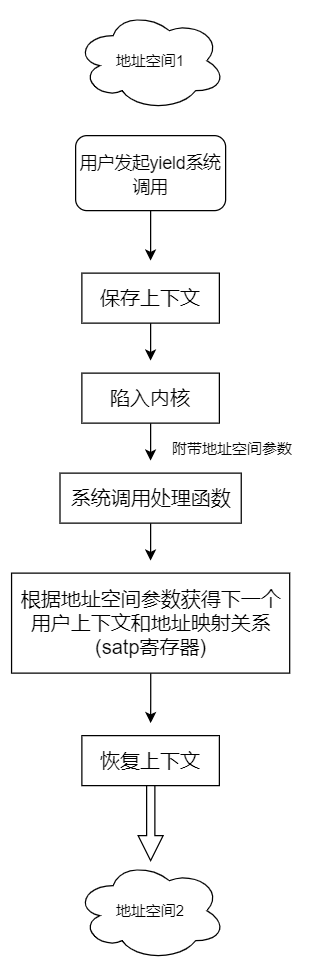 地址空间1
用户发起yield系统
调用
保存上下文
陷入内核
附带地址空间参数
系统调用处理函数
根据地址空间参数获得下一个
用户上下文和地址映射关系
(satp寄存器)
恢复上下文
地址空间2